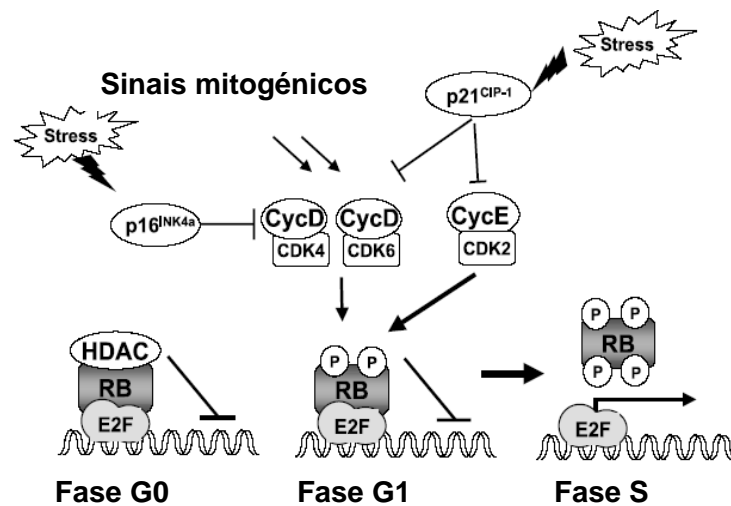 Stress
p21CIP-1
Sinais mitogénicos
Stress
p16INK4a
CycD
CDK4
CycD
CDK6
CycE
CDK2
HDAC
RB
E2F
P P
RB
E2F
P P
RB
P P
E2F
Fase G0
Fase G1
Fase S